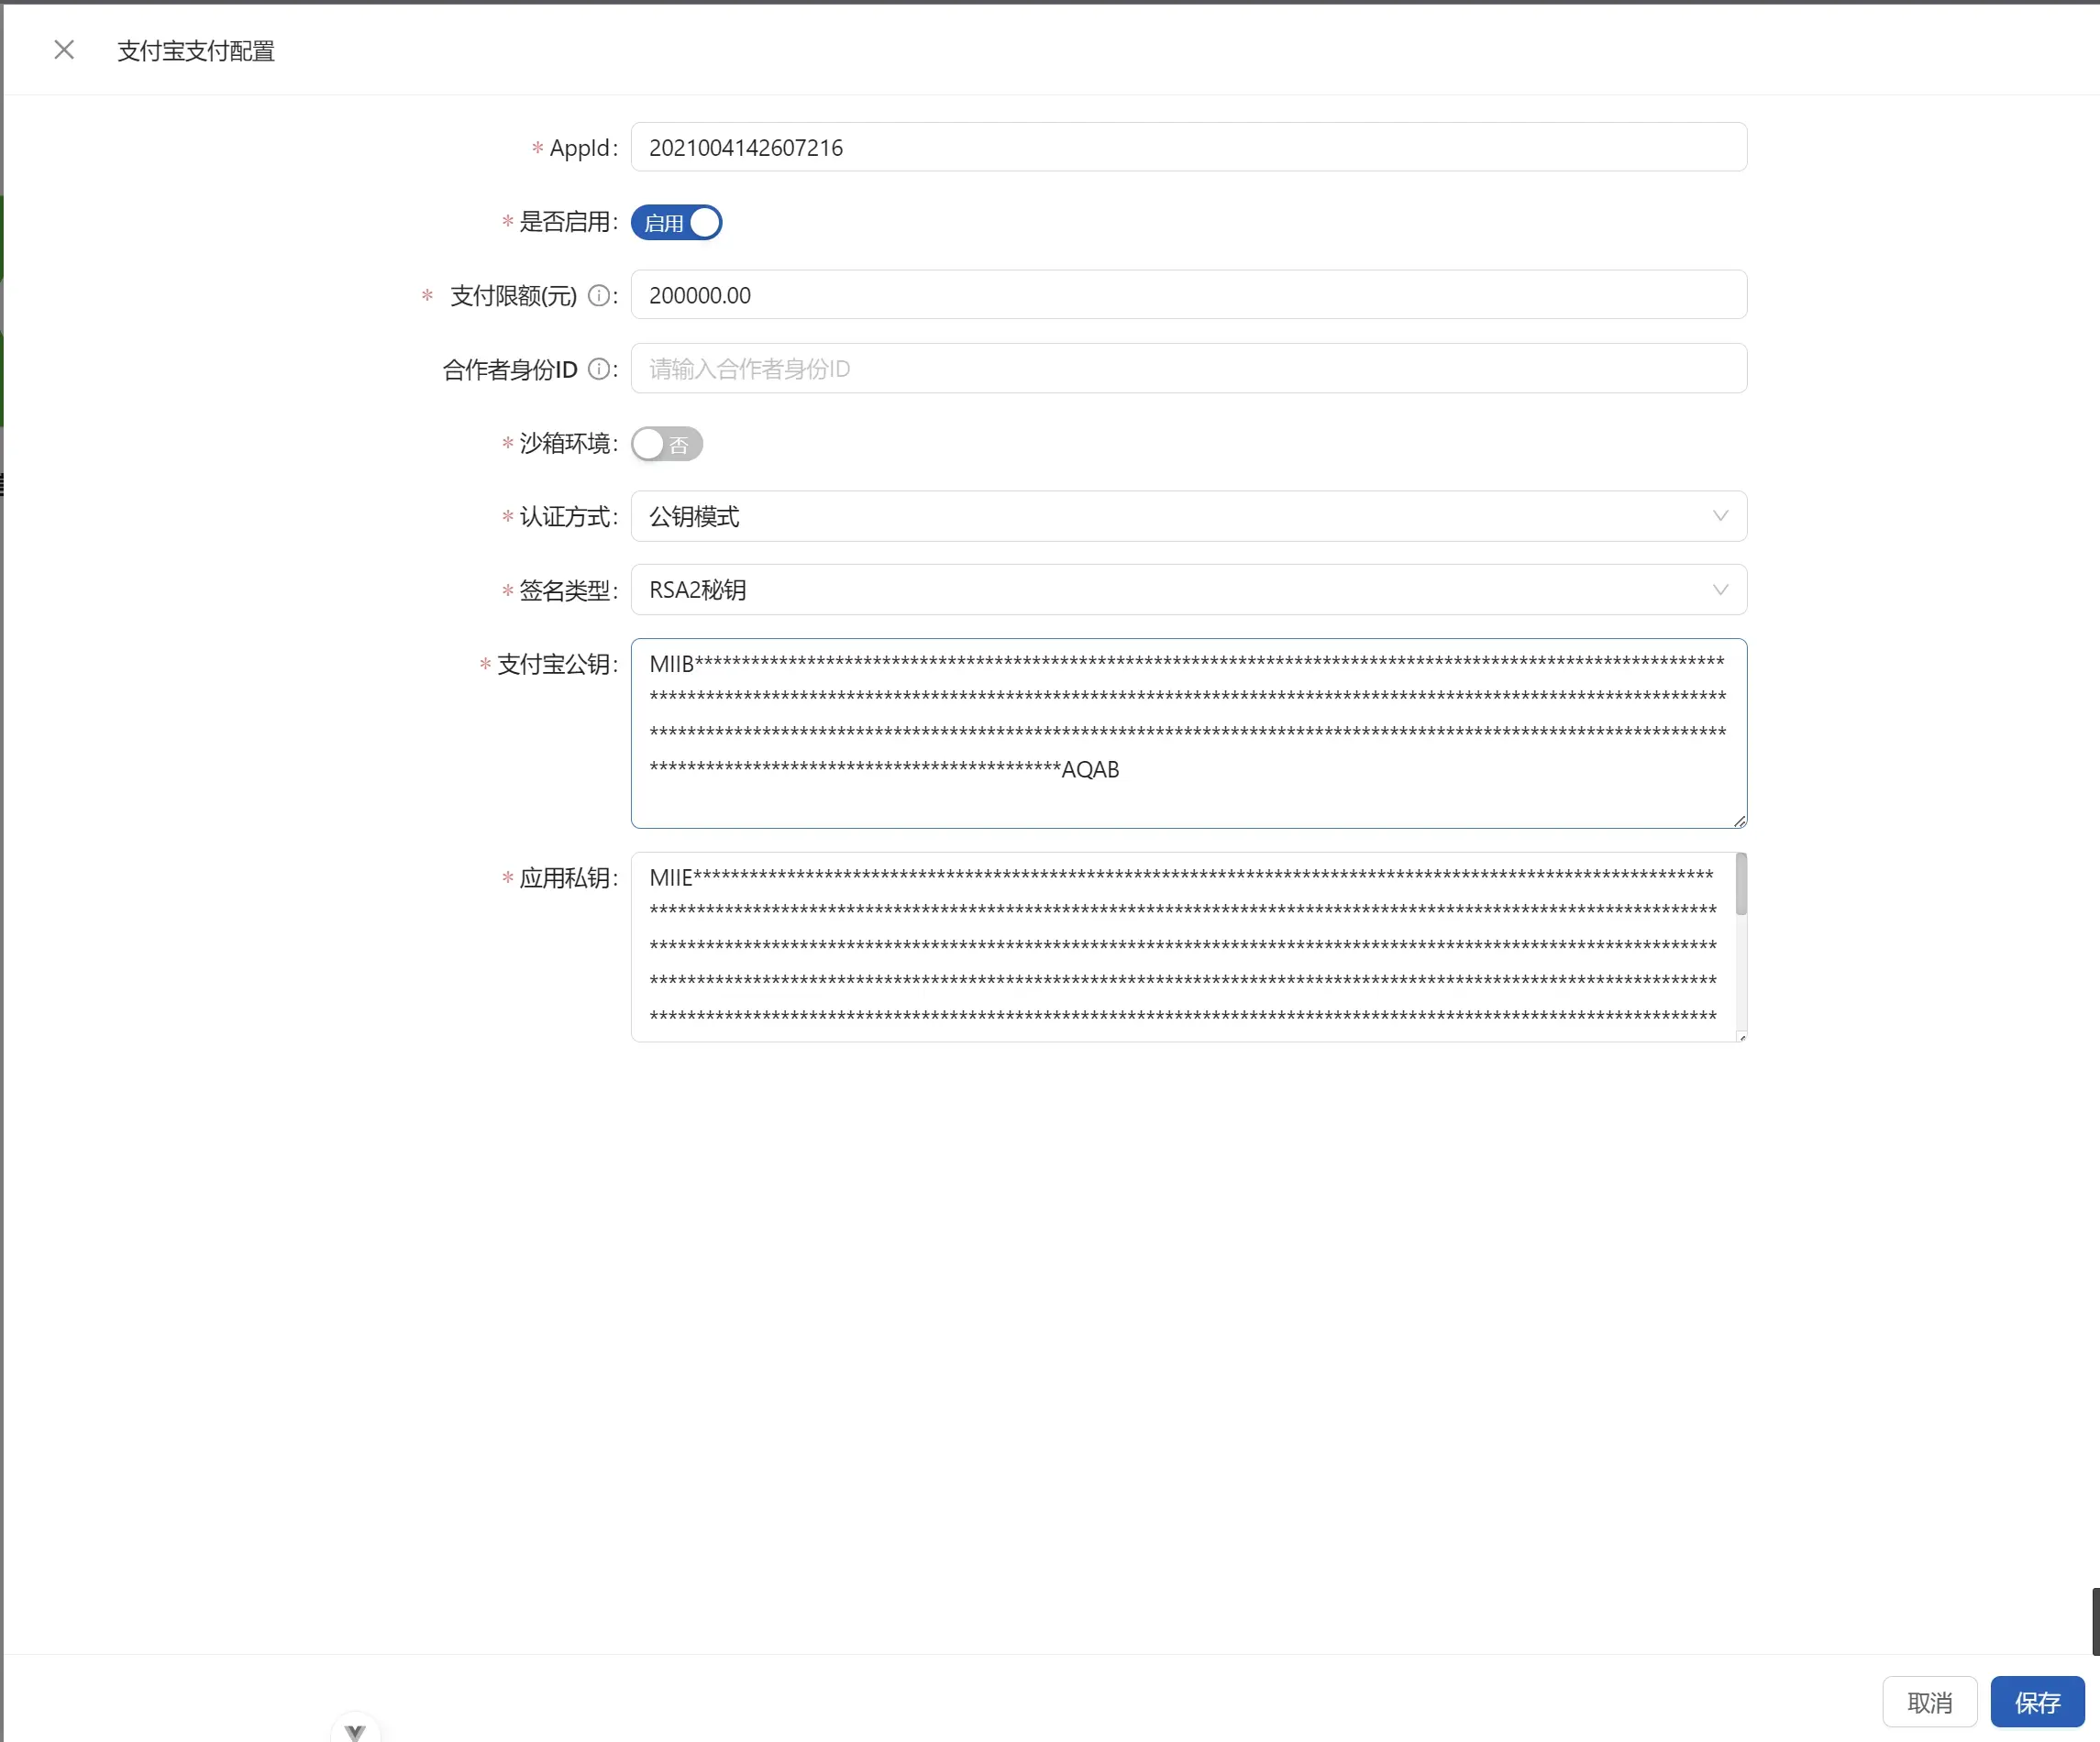 支付宝支付配置
* AppId: 2021004142607216
* 是否启用: 启用
* 支付限额(元) : 200000.00
合作者身份ID : 请输入合作者身份ID
* 沙箱环境: 否
* 认证方式: 公钥模式
* 签名类型: RSA2秘钥
* 支付宝公钥: MIIB**************************************************************************************************************
*******************************************************************************************************************
*******************************************************************************************************************
********************************************AQAB
* 应用私钥: MIIE*************************************************************************************************************
******************************************************************************************************************
******************************************************************************************************************
******************************************************************************************************************
******************************************************************************************************************
取消 保存